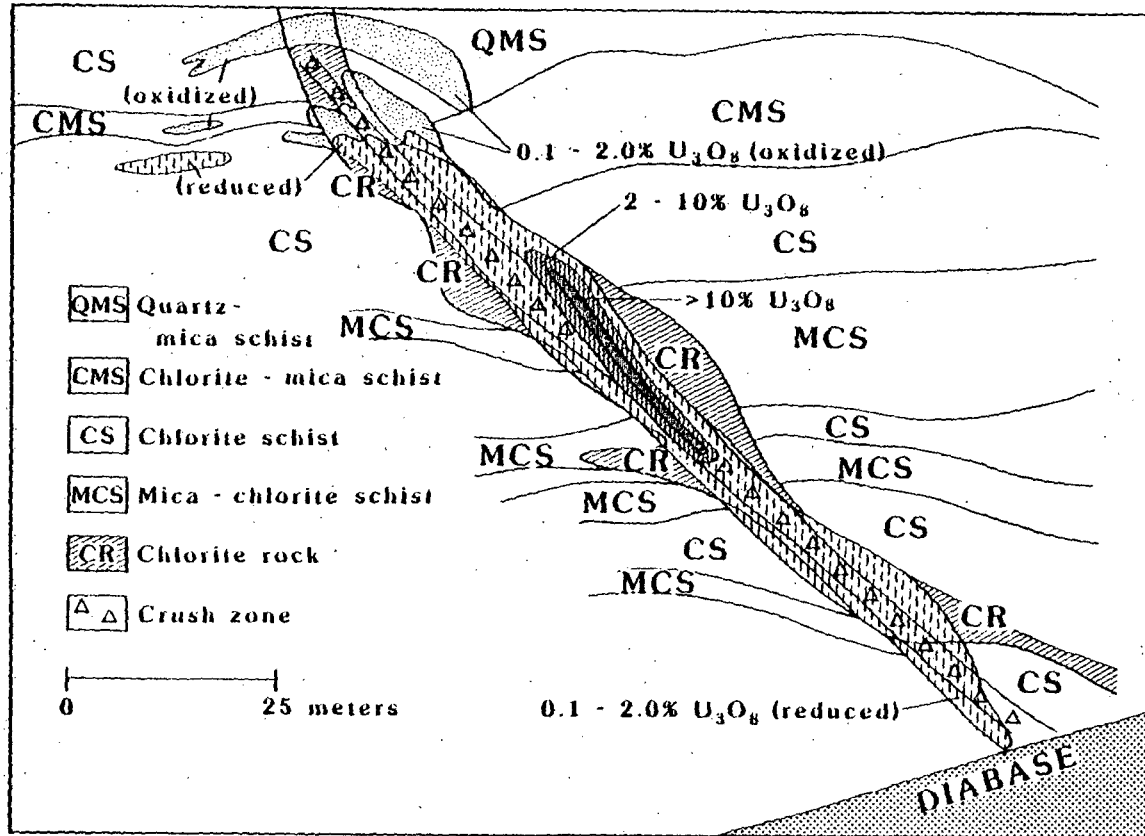 QMS
CS
(oxidized)
CMS
CMS
0.1 - 2.0% U₃O₈ (oxidized)
(reduced)
CR
2 - 10% U₃O₈
CS
CS
CR
>10% U₃O₈
MCS
MCS
CR
QMS Quartz-
mica schist
CMS Chlorite - mica schist
CS Chlorite schist
MCS Mica - chlorite schist
CR Chlorite rock
Crush zone
CS
MCS
CR
MCS
MCS
CS
CS
MCS
CR
CS
0 25 meters
0.1 - 2.0% U₃O₈ (reduced)
DIABASE